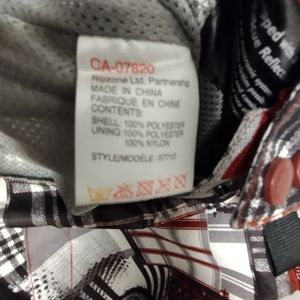 CA-07820
Ripzone Ltd. Partnership
MADE IN CHINA
FABRIQUE EN CHINE
CONTENTS:
SHELL: 100% POLYESTER
LINING: 100% POLYESTER
100% NYLON
STYLE/MODÈLE: 57710